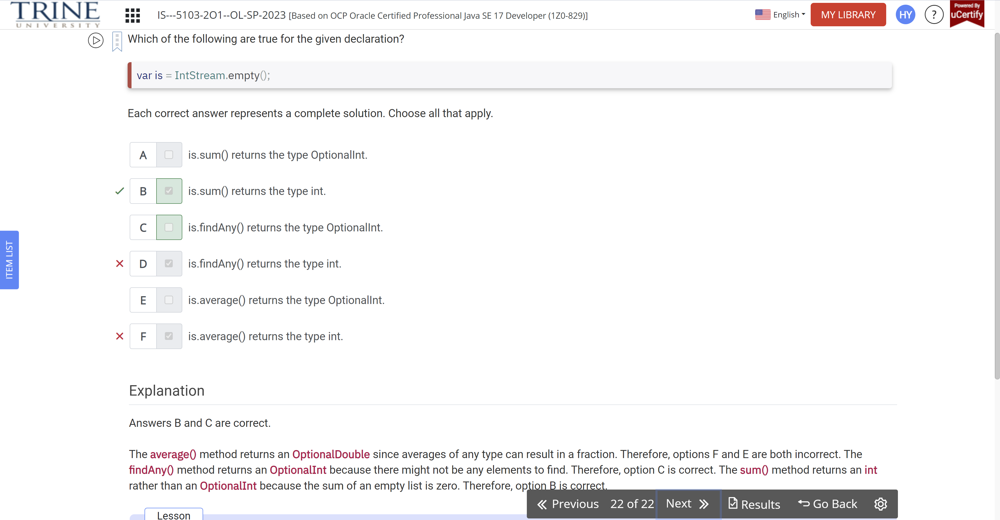 TRINE
UNIVERSITY
IS---5103-2O1--OL-SP-2023 [Based on OCP Oracle Certified Professional Java SE 17 Developer (1Z0-829)]
English
MY LIBRARY
HY
?
Powered By
uCertify
Which of the following are true for the given declaration?
var is = IntStream.empty();
Each correct answer represents a complete solution. Choose all that apply.
A is.sum() returns the type OptionalInt.
B is.sum() returns the type int.
C is.findAny() returns the type OptionalInt.
D is.findAny() returns the type int.
E is.average() returns the type OptionalInt.
F is.average() returns the type int.
ITEM LIST
Explanation
Answers B and C are correct.
The average() method returns an OptionalDouble since averages of any type can result in a fraction. Therefore, options F and E are both incorrect. The
findAny() method returns an OptionalInt because there might not be any elements to find. Therefore, option C is correct. The sum() method returns an int
rather than an OptionalInt because the sum of an empty list is zero. Therefore, option B is correct.
Previous 22 of 22 Next Results Go Back
Lesson